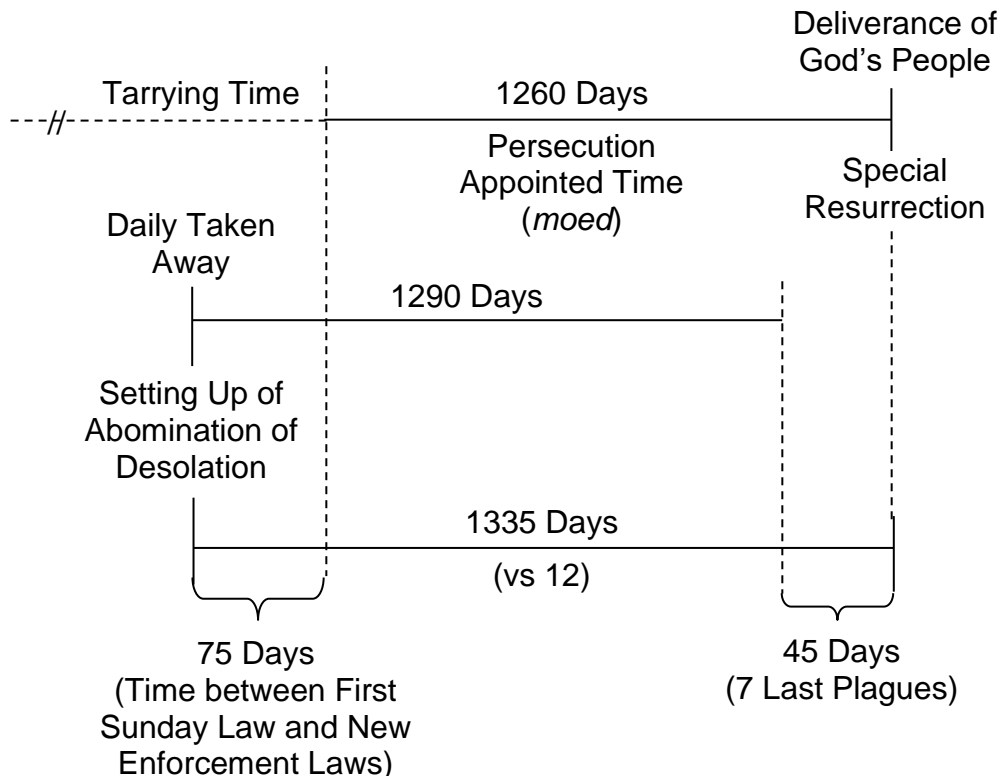 Deliverance of
God's People
Tarrying Time
1260 Days
Persecution
Appointed Time
(moed)
Special
Resurrection
Daily Taken
Away
1290 Days
Setting Up of
Abomination of
Desolation
1335 Days
(vs 12)
75 Days
(Time between First
Sunday Law and New
Enforcement Laws)
45 Days
(7 Last Plagues)